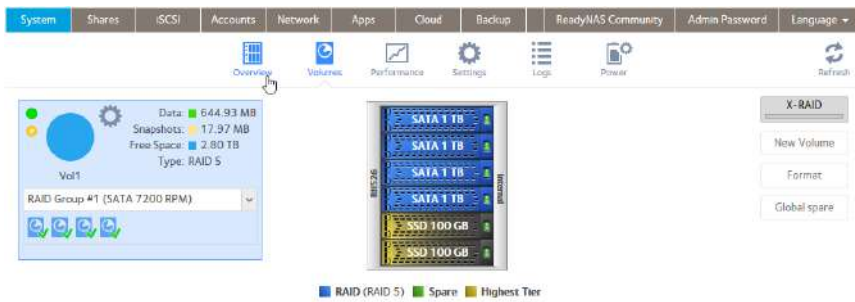 System Shares iSCSI Accounts Network Apps Cloud Backup ReadyNAS Community Admin Password Language
Overview Volumes Performance Settings Logs Power Refresh
Data: 644.93 MB
Snapshots: 17.97 MB
Free Space: 2.80 TB
Type: RAID 5
Vol1
RAID Group #1 (SATA 7200 RPM)
SATA 1 TB
SATA 1 TB
SATA 1 TB
SATA 1 TB
SSD 100 GB
SSD 100 GB
Internal
X-RAID
New Volume
Format
Global spare
RAID (RAID 5) Spare Highest Tier